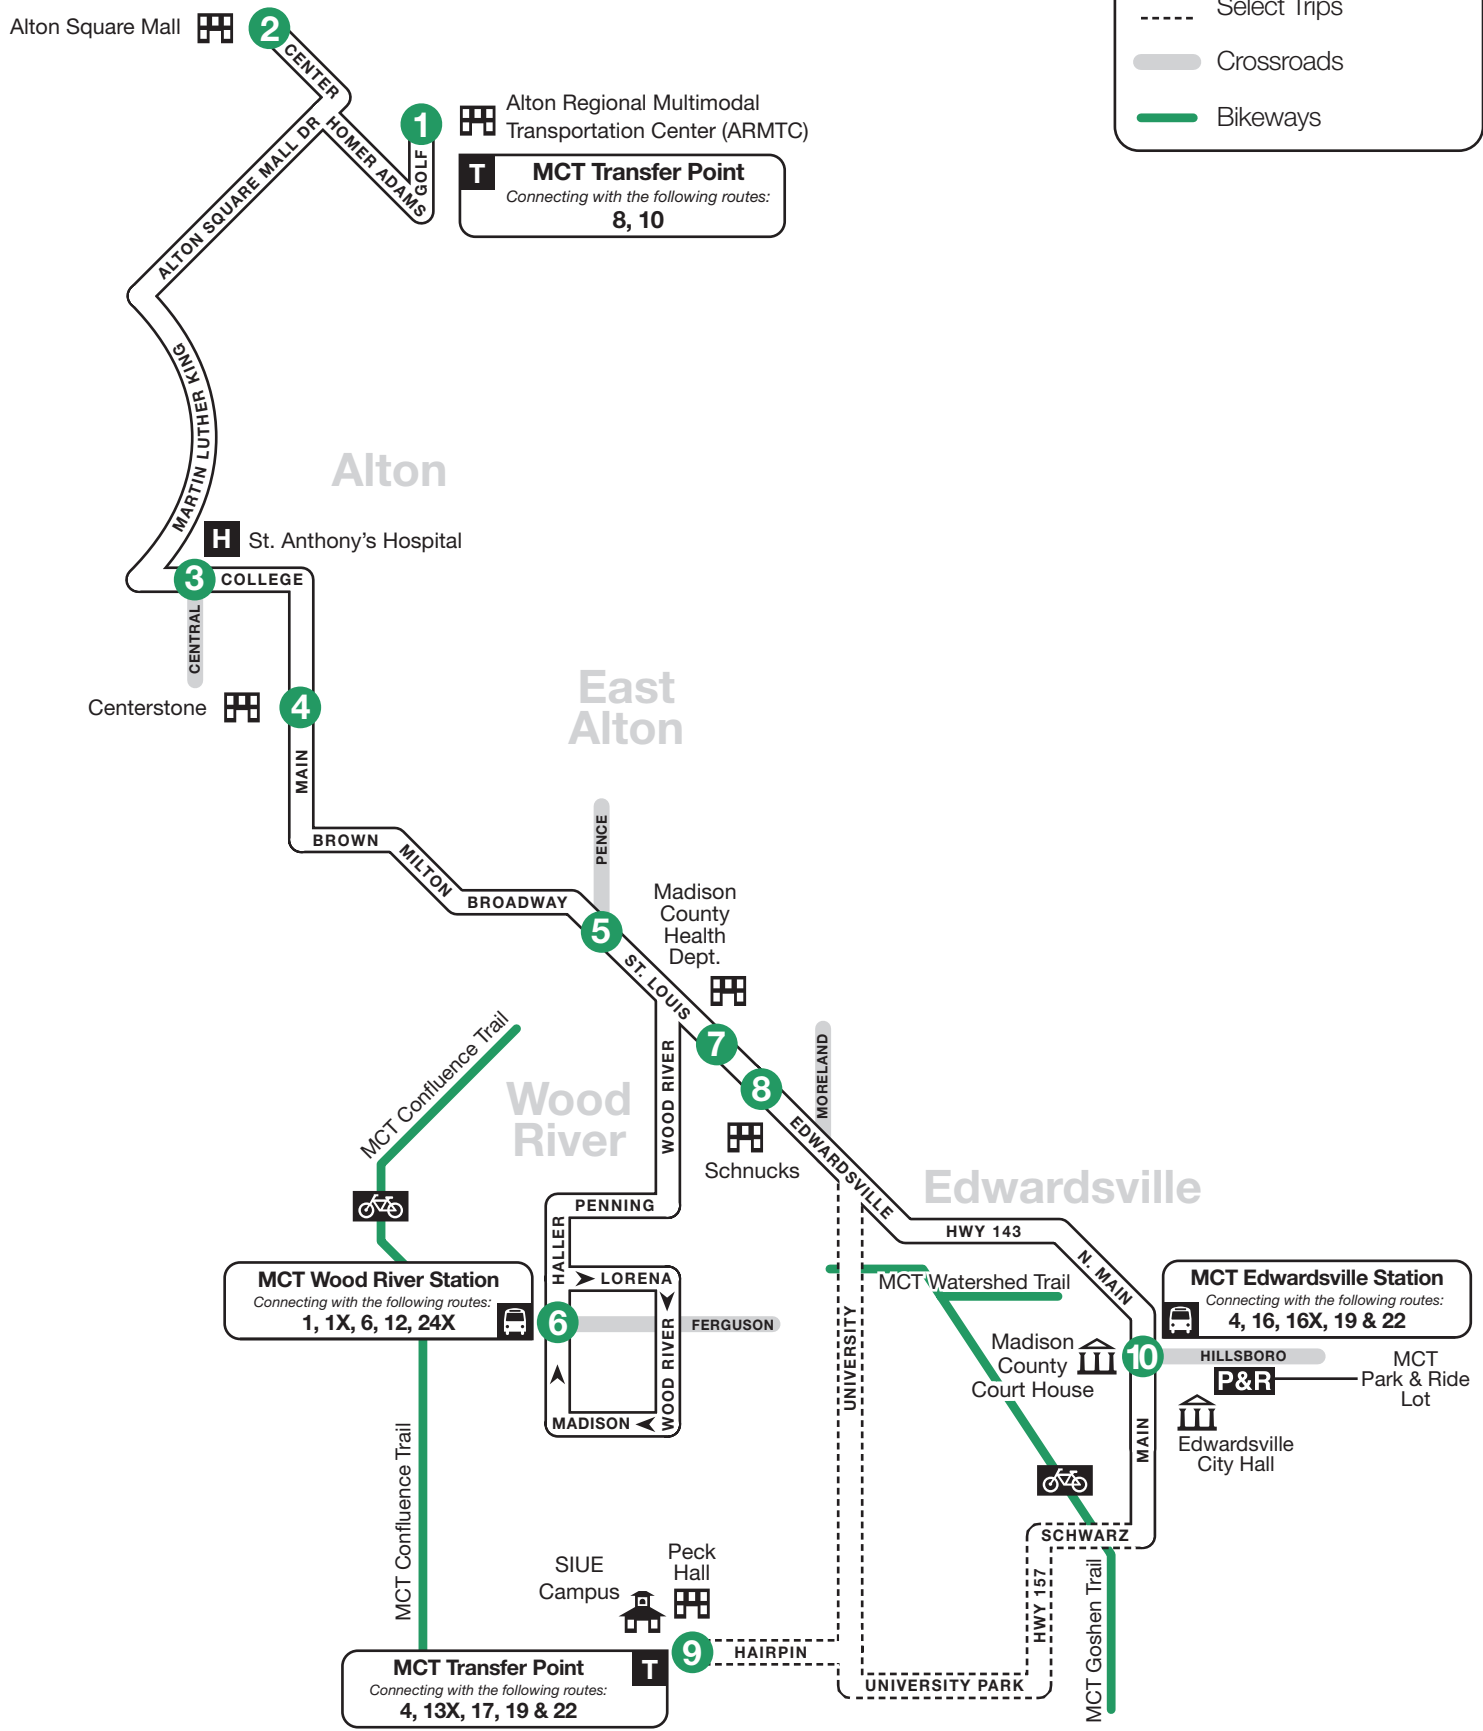 Select Trips
Crossroads
Bikeways
Alton Square Mall
2
CENTER
1
GOLF
Alton Regional Multimodal
Transportation Center (ARMTC)
T
MCT Transfer Point
Connecting with the following routes:
8, 10
HOMER ADAMS
ALTON SQUARE MALL DR
MARTIN LUTHER KING
Alton
H
St. Anthony's Hospital
3
COLLEGE
CENTRAL
Centerstone
4
MAIN
East
Alton
BROWN
MILTON
BROADWAY
PENCE
5
ST. LOUIS
Madison
County
Health
Dept.
7
8
Schnucks
MORELAND
EDWARDSVILLE
MCT Confluence Trail
Wood
River
WOOD RIVER
PENNING
HALLER
LORENA
MCT Wood River Station
Connecting with the following routes:
1, 1X, 6, 12, 24X
6
FERGUSON
WOOD RIVER
MADISON
Edwardsville
HWY 143
N. MAIN
MCT Watershed Trail
UNIVERSITY
MCT Edwardsville Station
Connecting with the following routes:
4, 16, 16X, 19 & 22
Madison
County
Court House
10
HILLSBORO
P&R
MCT
Park & Ride
Lot
Edwardsville
City Hall
MAIN
MCT Confluence Trail
SCHWARZ
HWY 157
MCT Goshen Trail
SIUE
Campus
Peck
Hall
9
HAIRPIN
UNIVERSITY PARK
MCT Transfer Point
T
Connecting with the following routes:
4, 13X, 17, 19 & 22